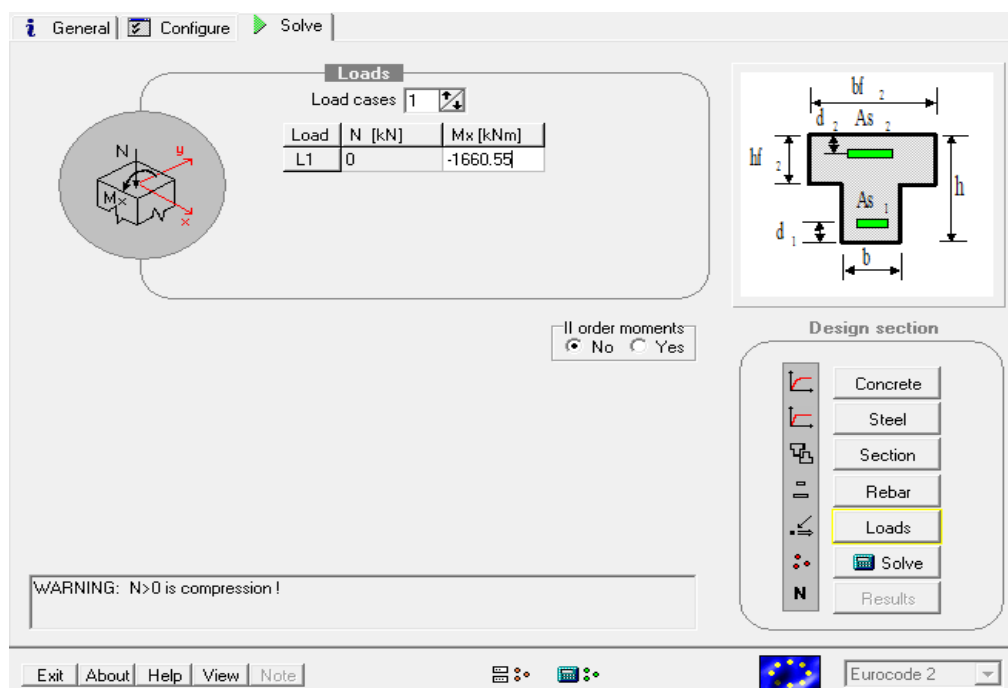 General Configure Solve
Loads
Load cases 1
Load N [kN] Mx [kNm]
L1 0 -1660.55
N y Mx x
bf 2
d 2 As 2
hf 2
h
As 1
d 1
b
II order moments
No Yes
Design section
Concrete
Steel
Section
Rebar
Loads
Solve
N Results
WARNING: N>0 is compression !
Exit About Help View Note Eurocode 2